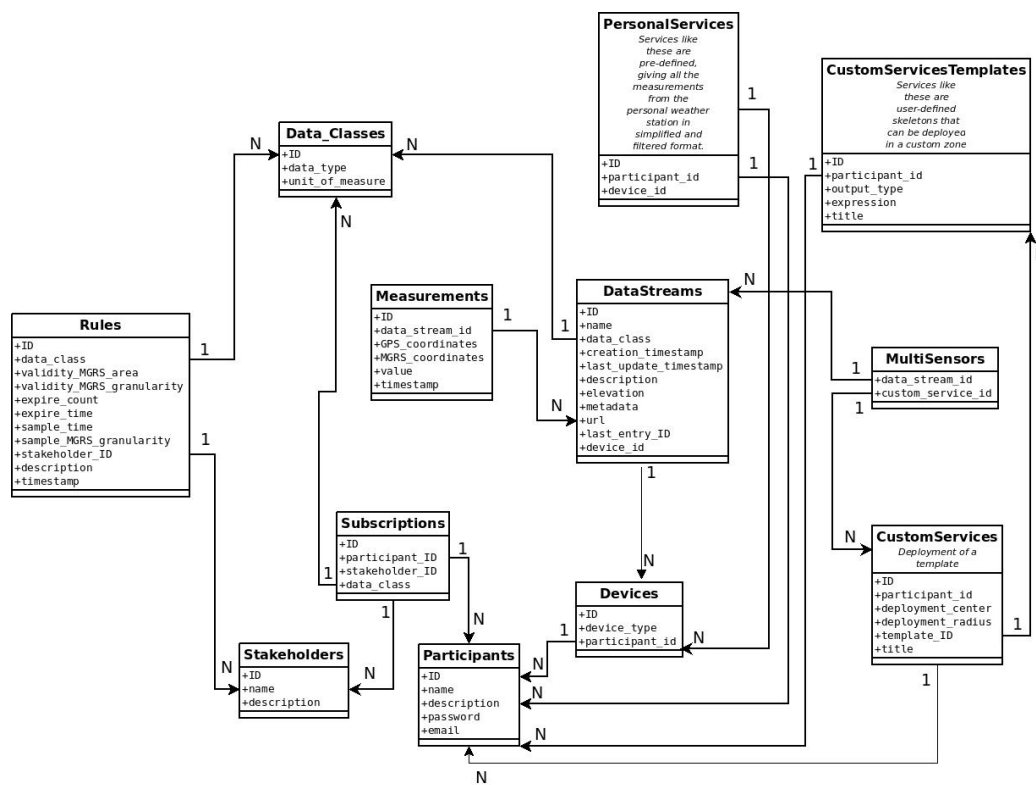 PersonalServices
Services like
these are
pre-defined,
giving all the
measurements
from the
personal weather
station in
simplified and
filtered format.
+ID
+participant_id
+device_id
1
1
CustomServicesTemplates
Services like
these are
user-defined
skeletons that
can be deployed
in a custom zone
+ID
+participant_id
+output_type
+expression
+title
1
Data_Classes
+ID
+data_type
+unit_of_measure
N
N
N
Measurements
+ID
+data_stream_id
+GPS_coordinates
+MGRS_coordinates
+value
+timestamp
1
N
DataStreams
+ID
+name
+data_class
+creation_timestamp
+last_update_timestamp
+description
+elevation
+metadata
+url
+last_entry_ID
+device_id
1
N
1
Rules
+ID
+data_class
+validity_MGRS_area
+validity_MGRS_granularity
+expire_count
+expire_time
+sample_time
+sample_MGRS_granularity
+stakeholder_ID
+description
+timestamp
1
1
MultiSensors
+data_stream_id
+custom_service_id
1
1
Subscriptions
+ID
+participant_ID
+stakeholder_ID
+data_class
1
1
1
CustomServices
Deployment of a
template
+ID
+participant_id
+deployment_center
+deployment_radius
+template_ID
+title
N
1
1
Devices
+ID
+device_type
+participant_id
N
1
N
Stakeholders
+ID
+name
+description
N
N
Participants
+ID
+name
+description
+password
+email
N
N
N
N
N